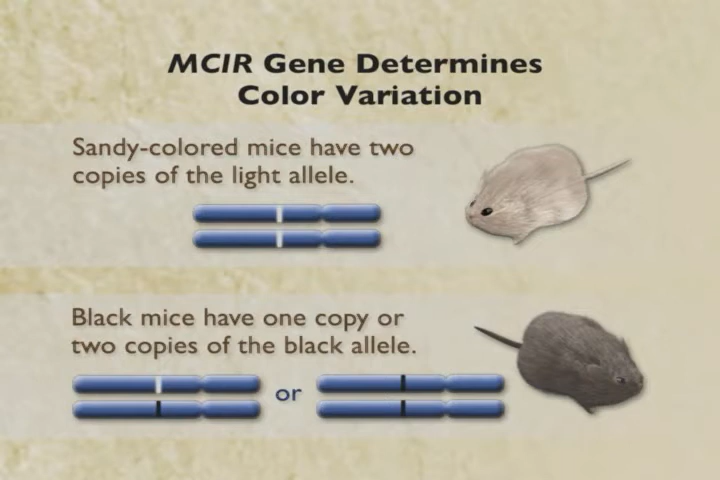 MC1R Gene Determines
Color Variation
Sandy-colored mice have two
copies of the light allele.
Black mice have one copy or
two copies of the black allele.
or